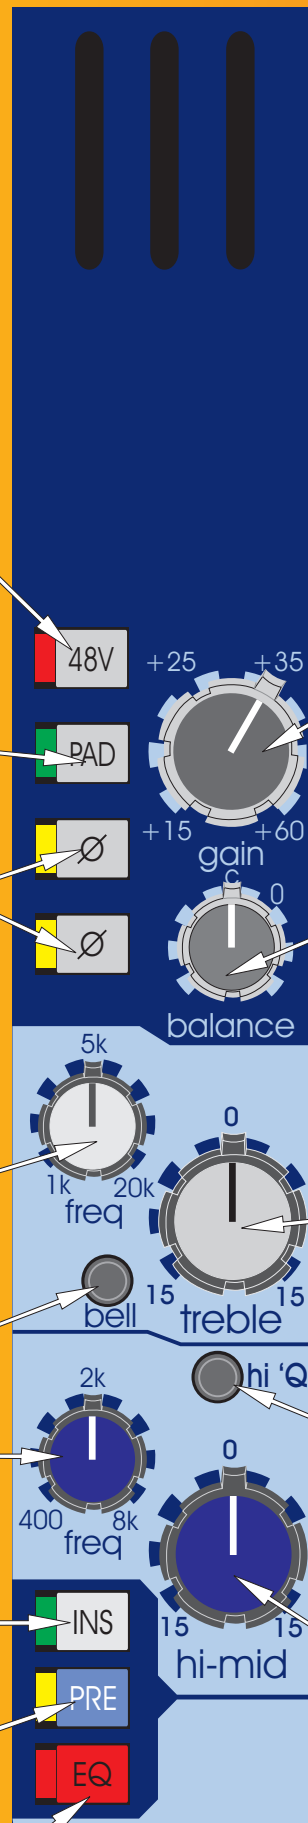 48V
+25
+35
PAD
+15
+60
gain
Ø
C
0
Ø
balance
5k
1k
20k
freq
0
bell
15
15
treble
2k
hi ‘Q
0
400
8k
freq
INS
15
15
hi-mid
PRE
EQ